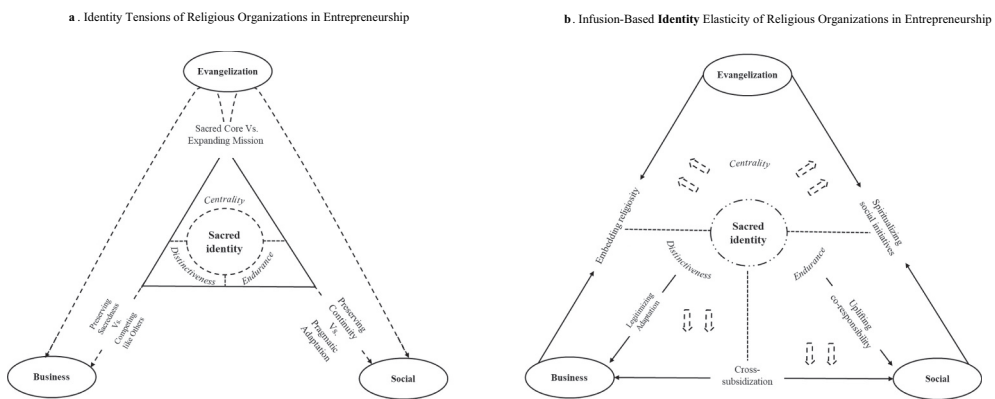 a . Identity Tensions of Religious Organizations in Entrepreneurship
Evangelization
Sacred Core Vs.
Expanding Mission
Centrality
Sacred
identity
Distinctiveness
Endurance
Preserving
Sacredness
Vs.
Competing
like Others
Preserving
Continuity
Vs.
Pragmatic
Adaptation
Business
Social
b . Infusion-Based Identity Elasticity of Religious Organizations in Entrepreneurship
Evangelization
Centrality
Embedding religiosity
Sacred
identity
Spiritualizing
social initiatives
Distinctiveness
Endurance
Legitimizing
Adaptation
Uplifting
co-responsibility
Business
Cross-
subsidization
Social